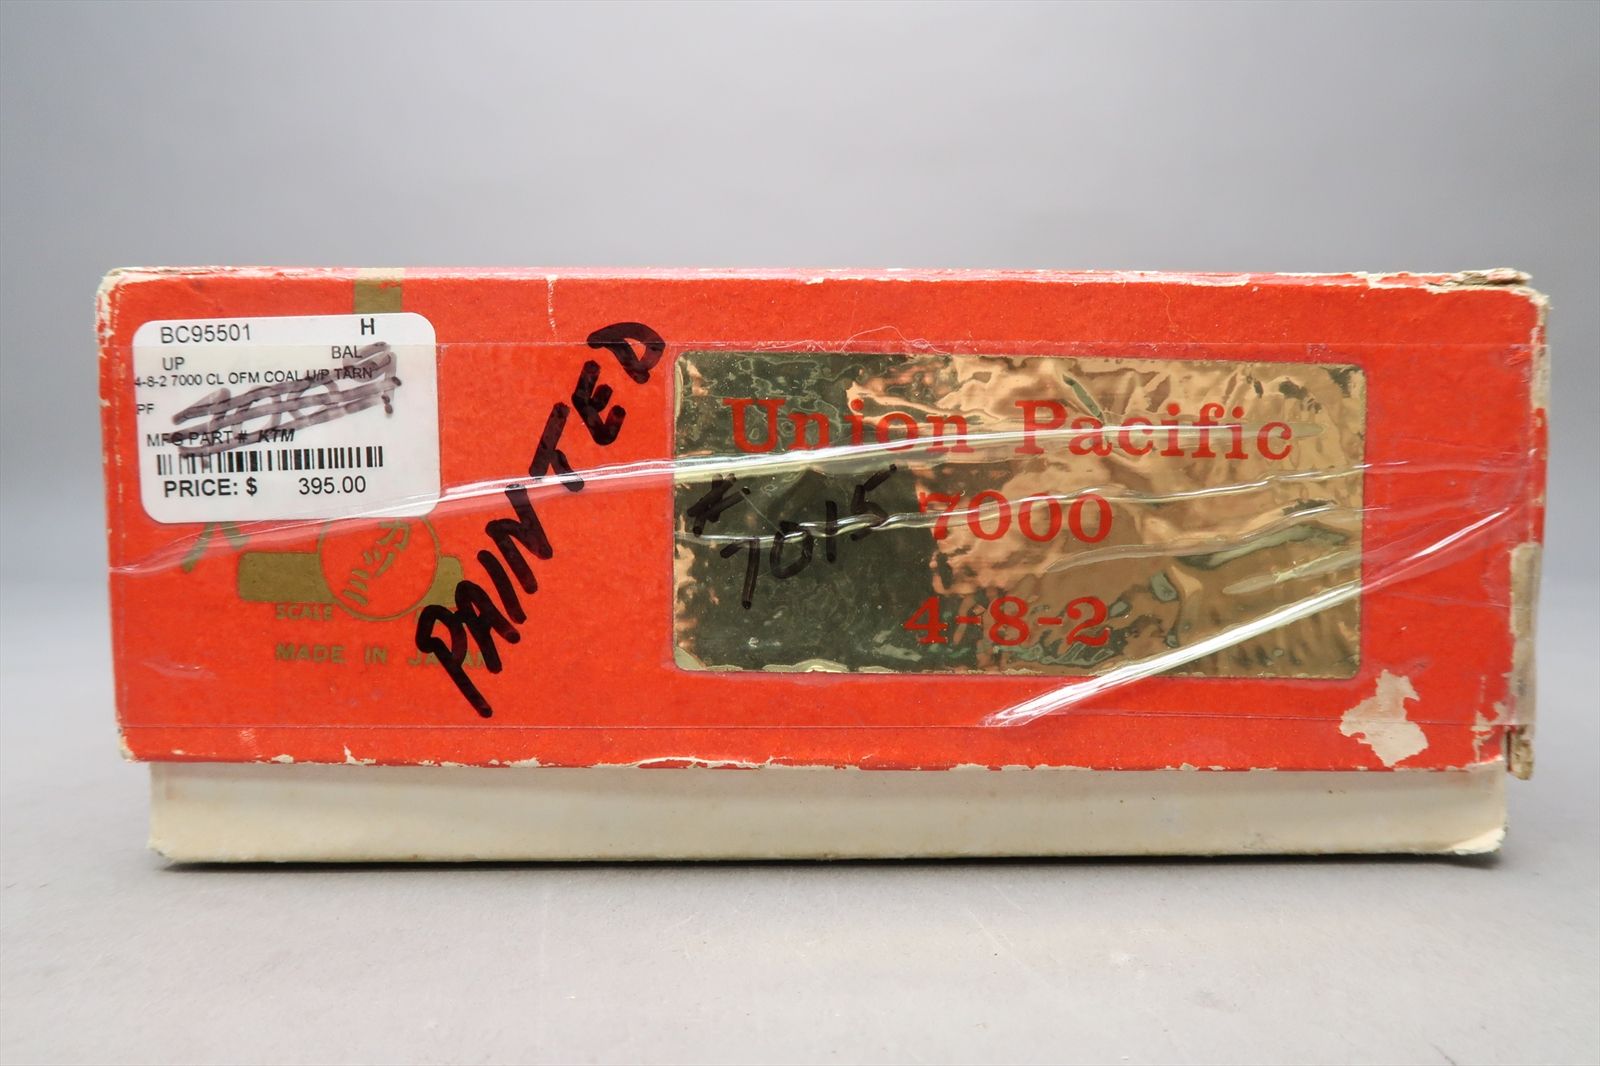 BC95501 H
UP BAL
4-8-2 7000 CL OFM COAL U/P TARN
PF
MFG PART # KTM
PRICE: $ 395.00
SCALE
MADE IN JAPAN
PAINTED
Union Pacific
7000
4-8-2
# 7015